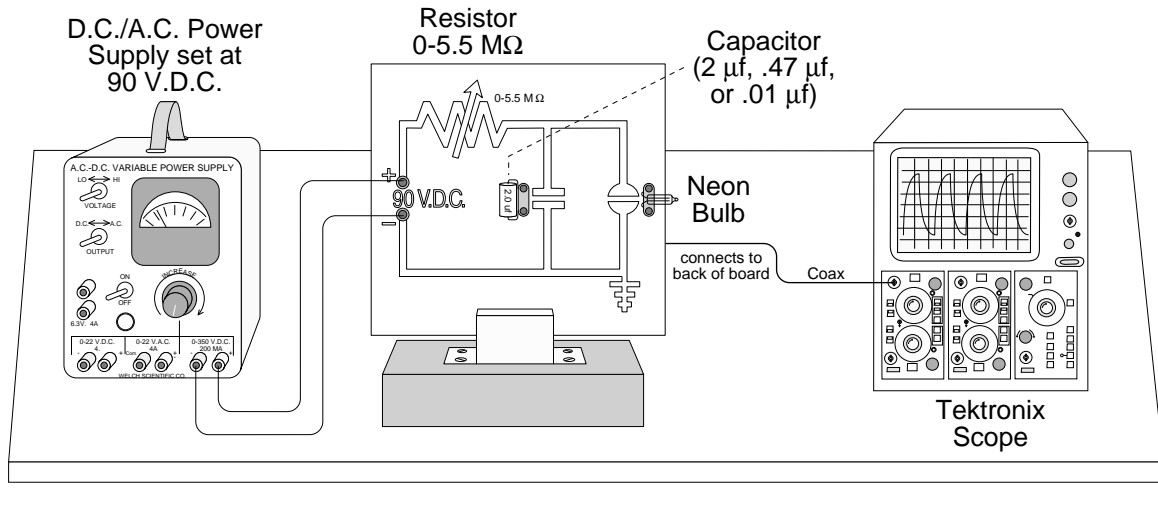 D.C./A.C. Power
Supply set at
90 V.D.C.
Resistor
0-5.5 MΩ
Capacitor
(2 µf, .47 µf,
or .01 µf)
0-5.5 M Ω
A.C.-D.C. VARIABLE POWER SUPPLY
LO HI
VOLTAGE
D.C. A.C.
OUTPUT
ON
OFF
INCREASE
6.3V. 4A
0-22 V.D.C.
4.
- +
Com
0-22 V.A.C.
4A
0-350 V.D.C.
200 MA
- +
WELCH SCIENTIFIC CO.
+
90 V.D.C.
–
2.0 uf
Neon
Bulb
connects to
back of board
Coax
Tektronix
Scope